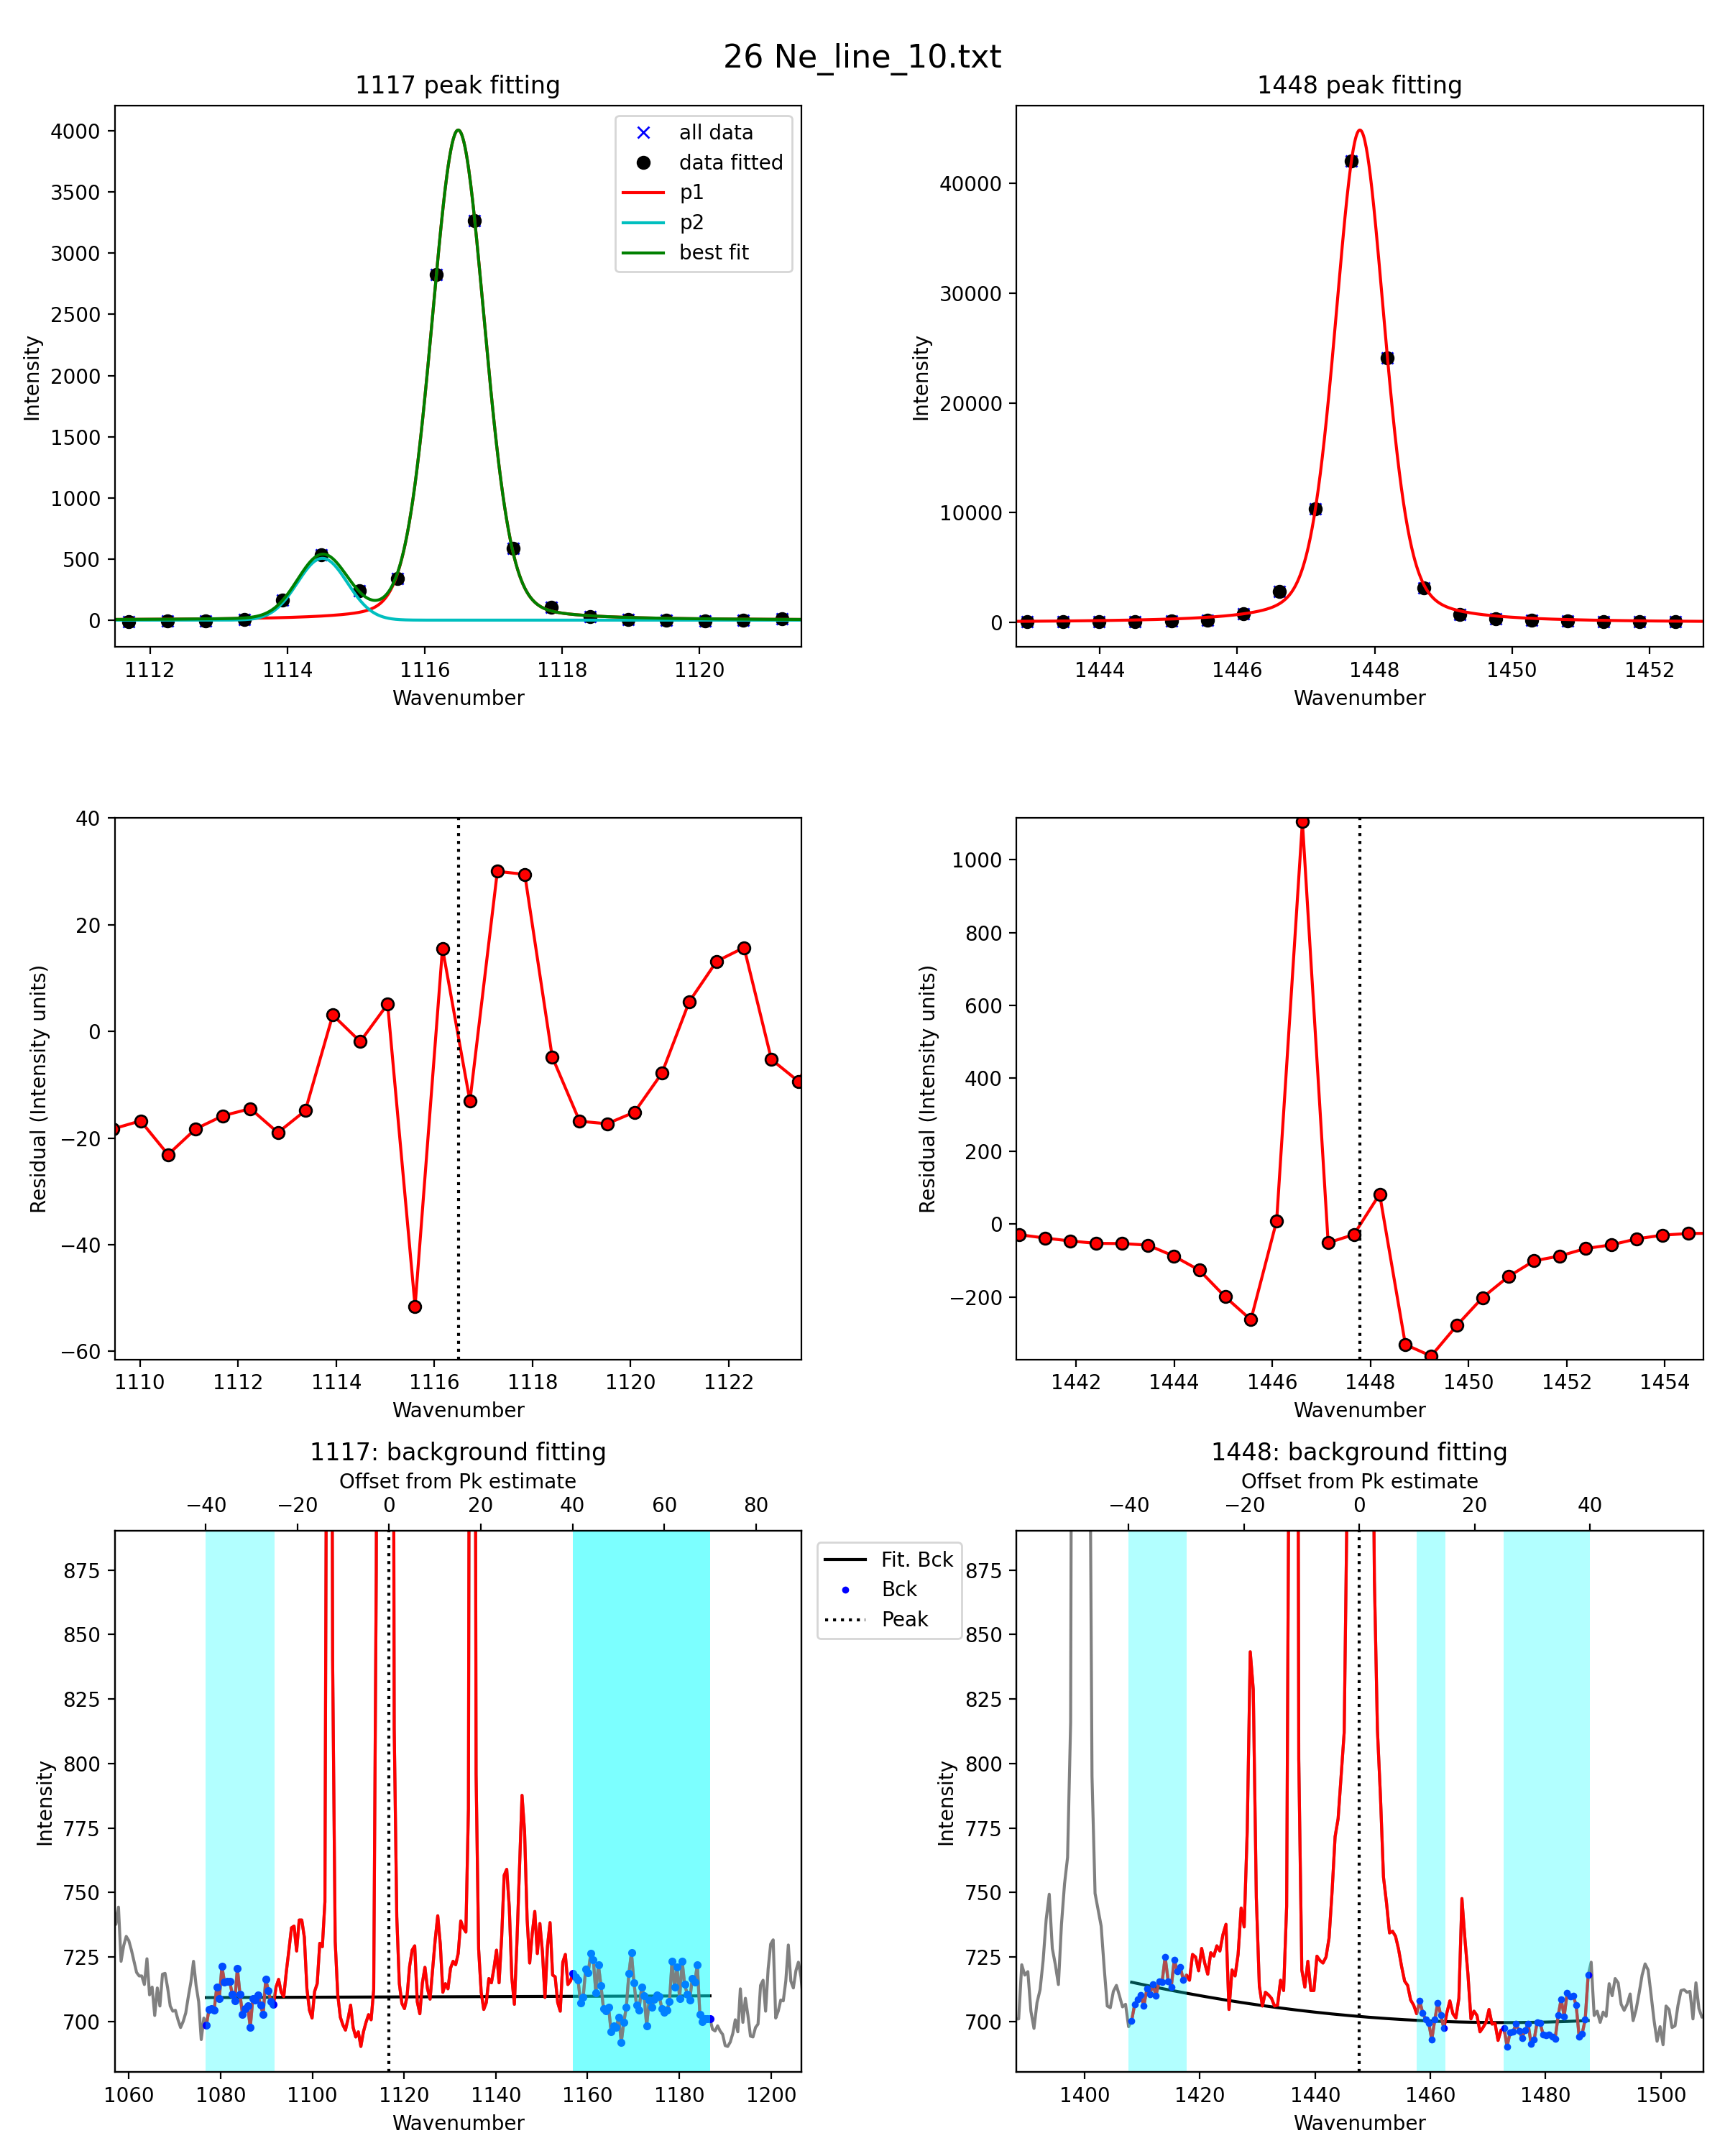 26 Ne_line_10.txt
1117 peak fitting
4000
3500
3000
2500
2000
1500
1000
500
0
Intensity
1112 1114 1116 1118 1120
Wavenumber
all data
data fitted
p1
p2
best fit
1448 peak fitting
40000
30000
20000
10000
0
Intensity
1444 1446 1448 1450 1452
Wavenumber
40
20
0
−20
−40
−60
Residual (Intensity units)
1110 1112 1114 1116 1118 1120 1122
Wavenumber
1000
800
600
400
200
0
−200
Residual (Intensity units)
1442 1444 1446 1448 1450 1452 1454
Wavenumber
1117: background fitting
Offset from Pk estimate
−40 −20 0 20 40 60 80
875
850
825
800
775
750
725
700
Intensity
1060 1080 1100 1120 1140 1160 1180 1200
Wavenumber
Fit. Bck
Bck
Peak
1448: background fitting
Offset from Pk estimate
−40 −20 0 20 40
875
850
825
800
775
750
725
700
Intensity
1400 1420 1440 1460 1480 1500
Wavenumber